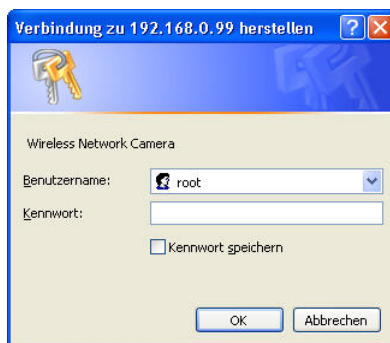 Verbindung zu 192.168.0.99 herstellen
Wireless Network Camera
Benutzername:
root
Kennwort:
Kennwort speichern
OK
Abbrechen